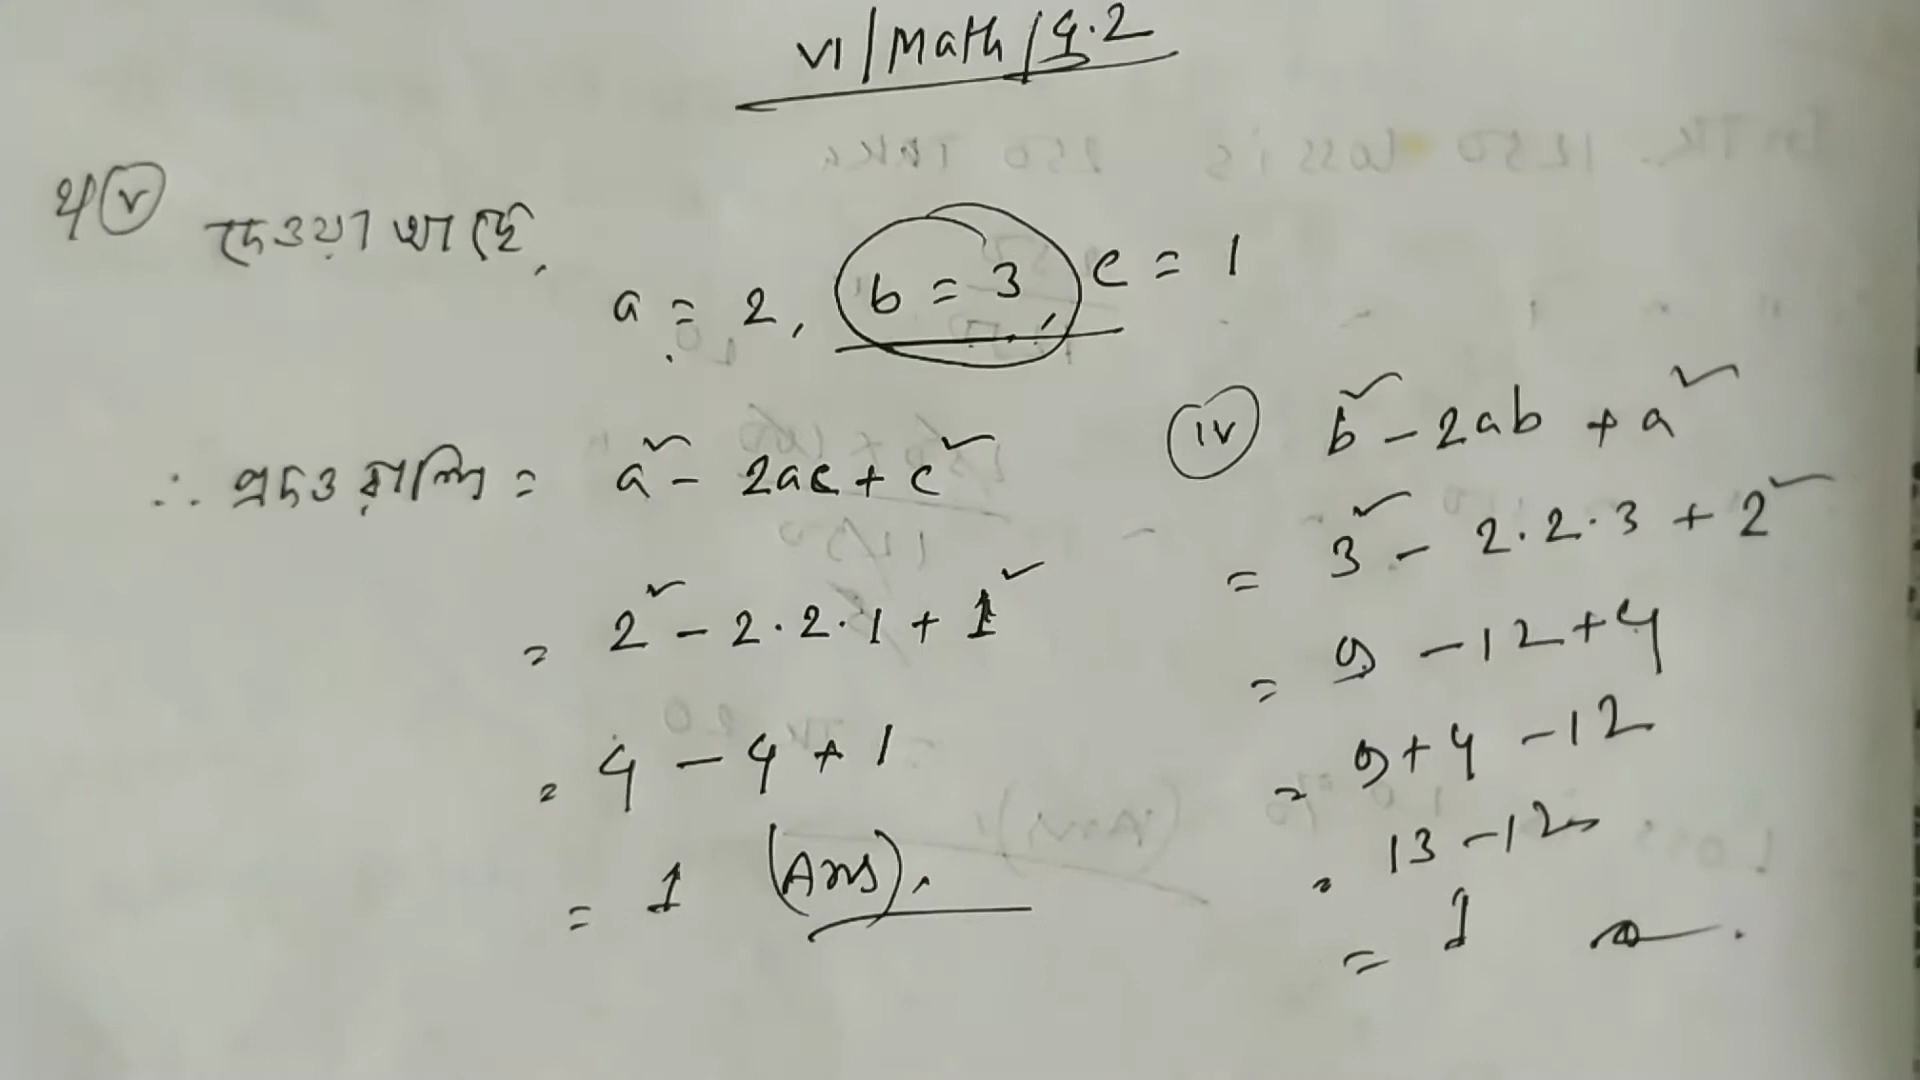 VI/Math/4.2
৭(v) দেওয়া আছে,
a = 2, b = 3, c = 1
∴ প্রদত্ত রাশি = a² - 2ac + c²
= 2² - 2.2.1 + 1²
= 4 - 4 + 1
= 1 (Ans).
(iv) b² - 2ab + a²
= 3² - 2.2.3 + 2²
= 9 - 12 + 4
= 9 + 4 - 12
= 13 - 12
= 1